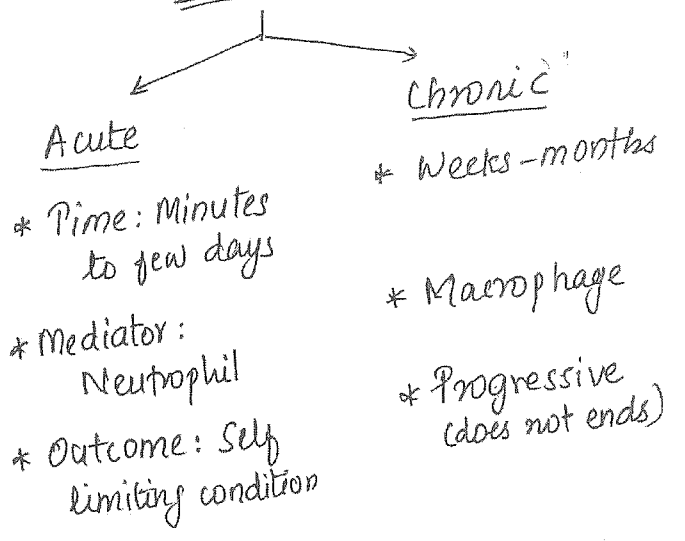 Acute
* Time: Minutes
to few days
* Mediator:
Neutrophil
* Outcome: Self
limiting condition
Chronic
* Weeks-months
* Macrophage
* Progressive
(does not ends)